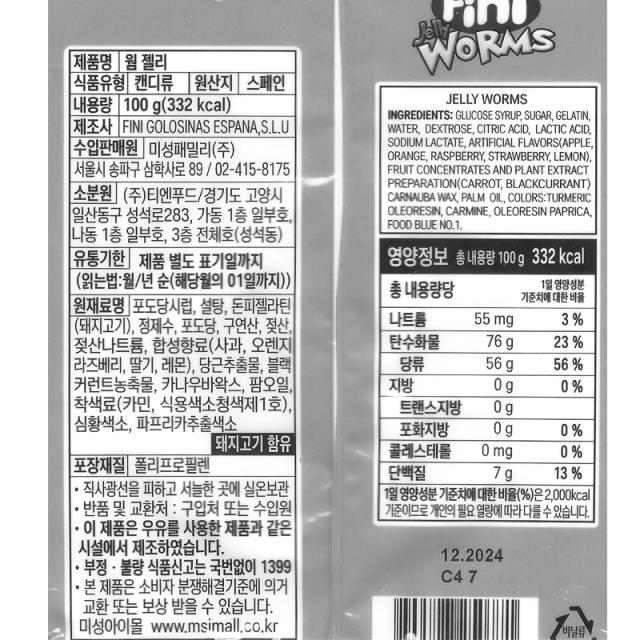 제품명 웜 젤리
식품유형 캔디류 원산지 스페인
내용량 100 g(332 kcal)
제조사 FINI GOLOSINAS ESPANA,S.L.U
수입판매원 미성패밀리(주)
서울시 송파구 삼학사로 89 / 02-415-8175
소분원 (주)티엔푸드/경기도 고양시
일산동구 성석로283, 가동 1층 일부호,
나동 1층 일부호, 3층 전체호(성석동)
유통기한 제품 별도 표기일까지
(읽는법:월/년 순(해당월의 01일까지))
원재료명 포도당시럽, 설탕, 돈피젤라틴
(돼지고기), 정제수, 포도당, 구연산, 젖산,
젖산나트륨, 합성향료(사과, 오렌지
라즈베리, 딸기, 레몬), 당근추출물, 블랙
커런트농축물, 카나우바왁스, 팜오일,
착색료(카민, 식용색소청색제1호),
심황색소, 파프리카추출색소
돼지고기 함유
포장재질 폴리프로필렌
• 직사광선을 피하고 서늘한 곳에 실온보관
• 반품 및 교환처 : 구입처 또는 수입원
• 이 제품은 우유를 사용한 제품과 같은
시설에서 제조하였습니다.
• 부정 · 불량 식품신고는 국번없이 1399
• 본 제품은 소비자 분쟁해결기준에 의거
교환 또는 보상 받을 수 있습니다.
미성아이몰 www.msimall.co.kr
Fini
Jelly
WORMS
JELLY WORMS
INGREDIENTS: GLUCOSE SYRUP, SUGAR, GELATIN,
WATER, DEXTROSE, CITRIC ACID, LACTIC ACID,
SODIUM LACTATE, ARTIFICIAL FLAVORS(APPLE,
ORANGE, RASPBERRY, STRAWBERRY, LEMON),
FRUIT CONCENTRATES AND PLANT EXTRACT
PREPARATION(CARROT, BLACKCURRANT)
CARNAUBA WAX, PALM OIL, COLORS:TURMERIC
OLEORESIN, CARMINE, OLEORESIN PAPRICA,
FOOD BLUE NO.1.
영양정보 총 내용량 100 g 332 kcal
총 내용량당 1일 영양성분
기준치에 대한 비율
나트륨 55 mg 3 %
탄수화물 76 g 23 %
당류 56 g 56 %
지방 0 g 0 %
트랜스지방 0 g
포화지방 0 g 0 %
콜레스테롤 0 mg 0 %
단백질 7 g 13 %
1일 영양성분 기준치에 대한 비율(%)은 2,000kcal
기준이므로 개인의 필요 열량에 따라 다를 수 있습니다.
12.2024
C4 7
비닐류